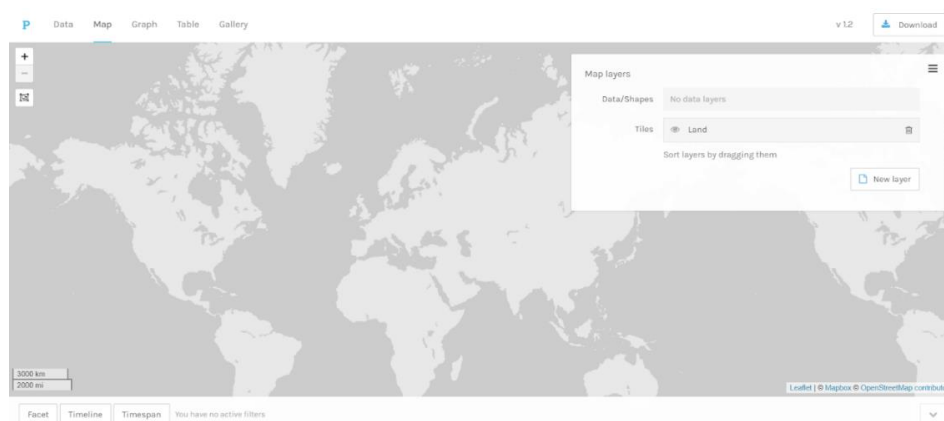 P Data Map Graph Table Gallery v 1.2 Download
+
−
Map layers
Data/Shapes No data layers
Tiles Land
Sort layers by dragging them
New layer
3000 km
2000 mi
Leaflet | © Mapbox © OpenStreetMap contribut
Facet Timeline Timespan You have no active filters